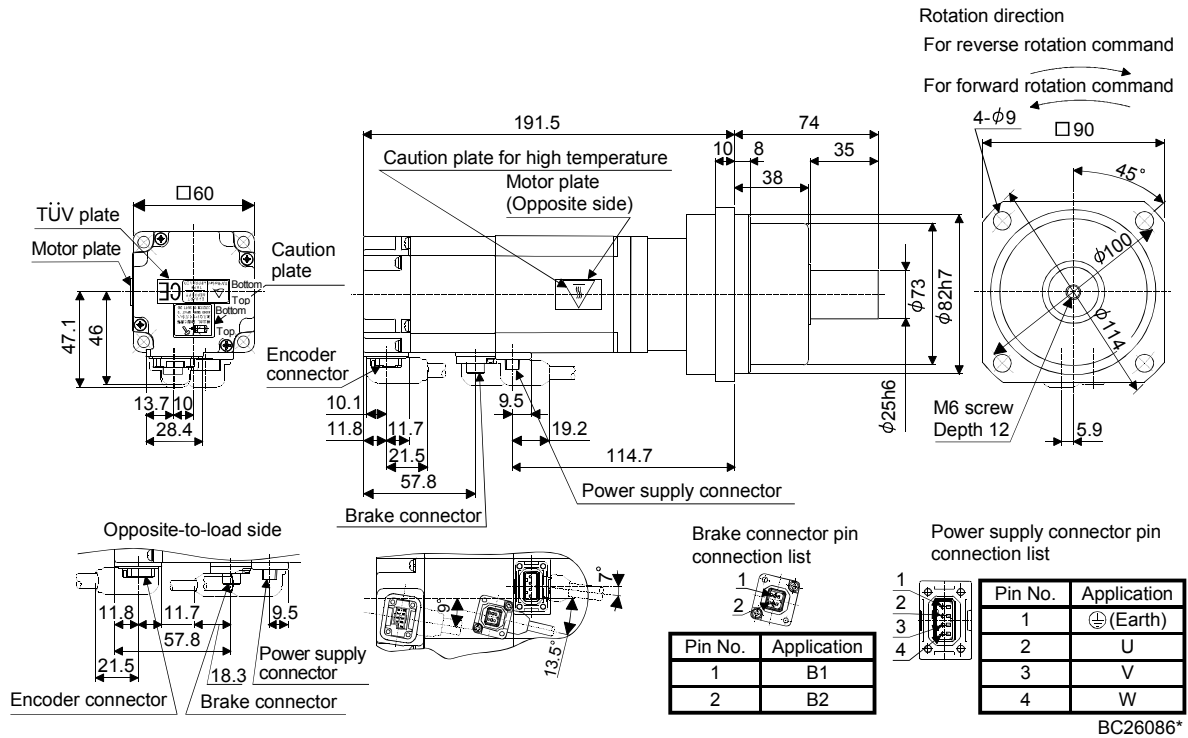 Rotation direction
For reverse rotation command
For forward rotation command
191.5
74
4-ϕ9
□90
10
8
35
Caution plate for high temperature
Motor plate
(Opposite side)
38
45°
□60
TÜV plate
Motor plate
Caution
plate
Bottom
Top
Bottom
Top
CE
ϕ100
ϕ114
ϕ73
ϕ82h7
ϕ25h6
47.1
46
Encoder
connector
13.7
10
28.4
10.1
11.8
11.7
21.5
57.8
9.5
19.2
114.7
M6 screw
Depth 12
5.9
Power supply connector
Brake connector
Opposite-to-load side
11.8
11.7
9.5
57.8
21.5
18.3
Power supply
connector
Encoder connector
Brake connector
7°
9°
13.5°
Brake connector pin
connection list
1
2
Pin No. Application
1 B1
2 B2
Power supply connector pin
connection list
1
2
3
4
Pin No. Application
1 (Earth)
2 U
3 V
4 W
BC26086*